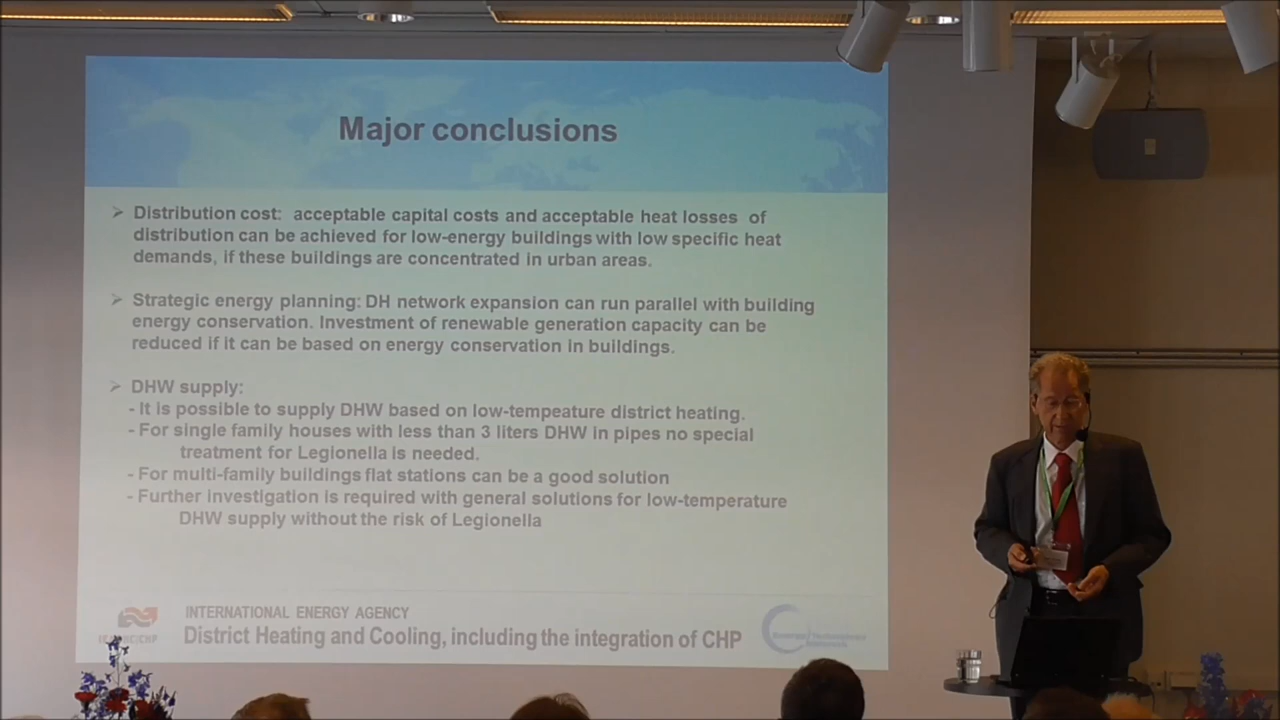 Major conclusions
➢ Distribution cost: acceptable capital costs and acceptable heat losses of
distribution can be achieved for low-energy buildings with low specific heat
demands, if these buildings are concentrated in urban areas.
➢ Strategic energy planning: DH network expansion can run parallel with building
energy conservation. Investment of renewable generation capacity can be
reduced if it can be based on energy conservation in buildings.
➢ DHW supply:
- It is possible to supply DHW based on low-tempeature district heating.
- For single family houses with less than 3 liters DHW in pipes no special
treatment for Legionella is needed.
- For multi-family buildings flat stations can be a good solution
- Further investigation is required with general solutions for low-temperature
DHW supply without the risk of Legionella
INTERNATIONAL ENERGY AGENCY
District Heating and Cooling, including the integration of CHP